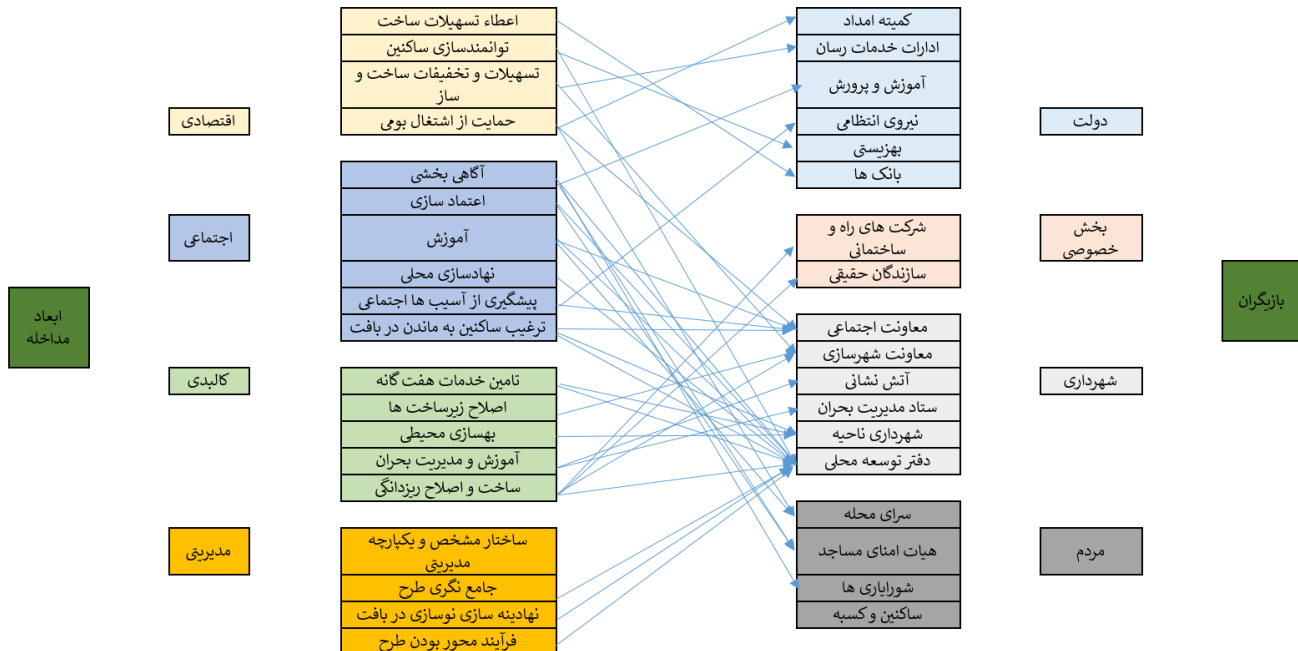 بازیگران
دولت
بخش
خصوصی
شهرداری
مردم
کمیته امداد
ادارات خدمات رسان
آموزش و پرورش
نیروی انتظامی
بهزیستی
بانک ها
شرکت های راه و
ساختمانی
سازندگان حقیقی
معاونت اجتماعی
معاونت شهرسازی
آتش نشانی
ستاد مدیریت بحران
شهرداری ناحیه
دفتر توسعه محلی
سرای محله
هیات امنای مساجد
شورایاری ها
ساکنین و کسبه
اعطاء تسهیلات ساخت
توانمندسازی ساکنین
تسهیلات و تخفیفات ساخت و
ساز
حمایت از اشتغال بومی
آگاهی بخشی
اعتماد سازی
آموزش
نهادسازی محلی
پیشگیری از آسیب ها اجتماعی
ترغیب ساکنین به ماندن در بافت
تامین خدمات هفت گانه
اصلاح زیرساخت ها
بهسازی محیطی
آموزش و مدیریت بحران
ساخت و اصلاح ریزدانگی
ساختار مشخص و یکپارچه
مدیریتی
جامع نگری طرح
نهادینه سازی نوسازی در بافت
فرآیند محور بودن طرح
اقتصادی
اجتماعی
کالبدی
مدیریتی
ابعاد
مداخله